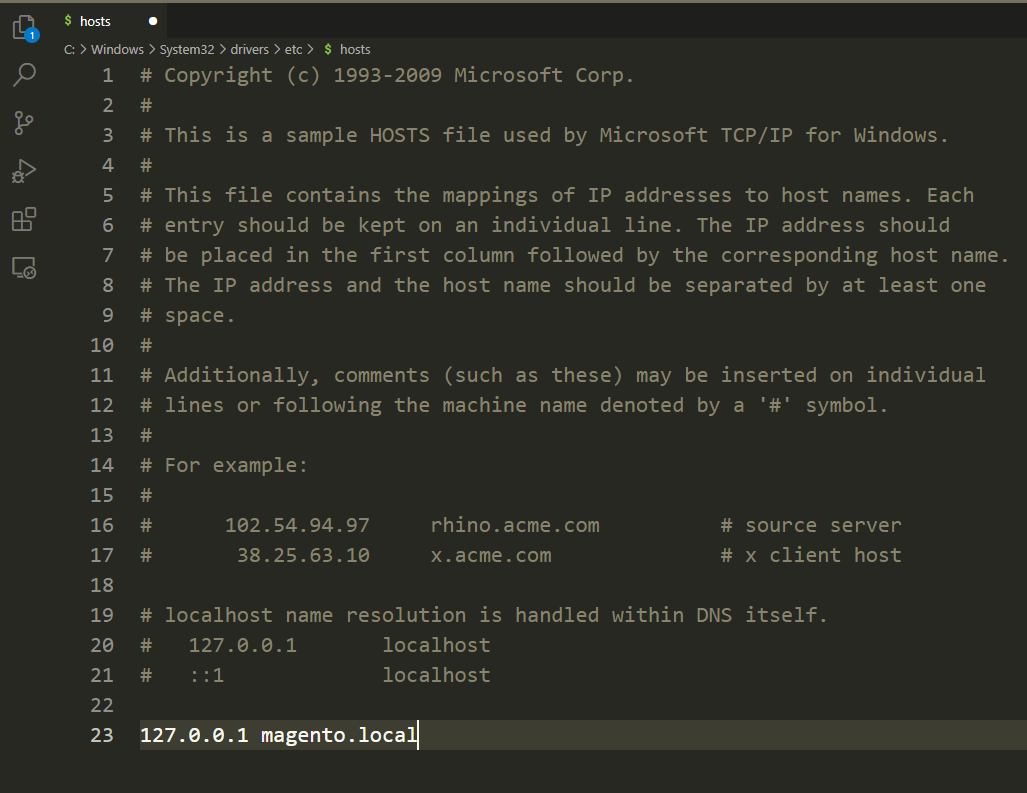 $ hosts
1
C: > Windows > System32 > drivers > etc > $ hosts
1 # Copyright (c) 1993-2009 Microsoft Corp.
2 #
3 # This is a sample HOSTS file used by Microsoft TCP/IP for Windows.
4 #
5 # This file contains the mappings of IP addresses to host names. Each
6 # entry should be kept on an individual line. The IP address should
7 # be placed in the first column followed by the corresponding host name.
8 # The IP address and the host name should be separated by at least one
9 # space.
10 #
11 # Additionally, comments (such as these) may be inserted on individual
12 # lines or following the machine name denoted by a '#' symbol.
13 #
14 # For example:
15 #
16 #      102.54.94.97     rhino.acme.com          # source server
17 #       38.25.63.10     x.acme.com              # x client host
18
19 # localhost name resolution is handled within DNS itself.
20 #   127.0.0.1       localhost
21 #   ::1             localhost
22
23 127.0.0.1 magento.local